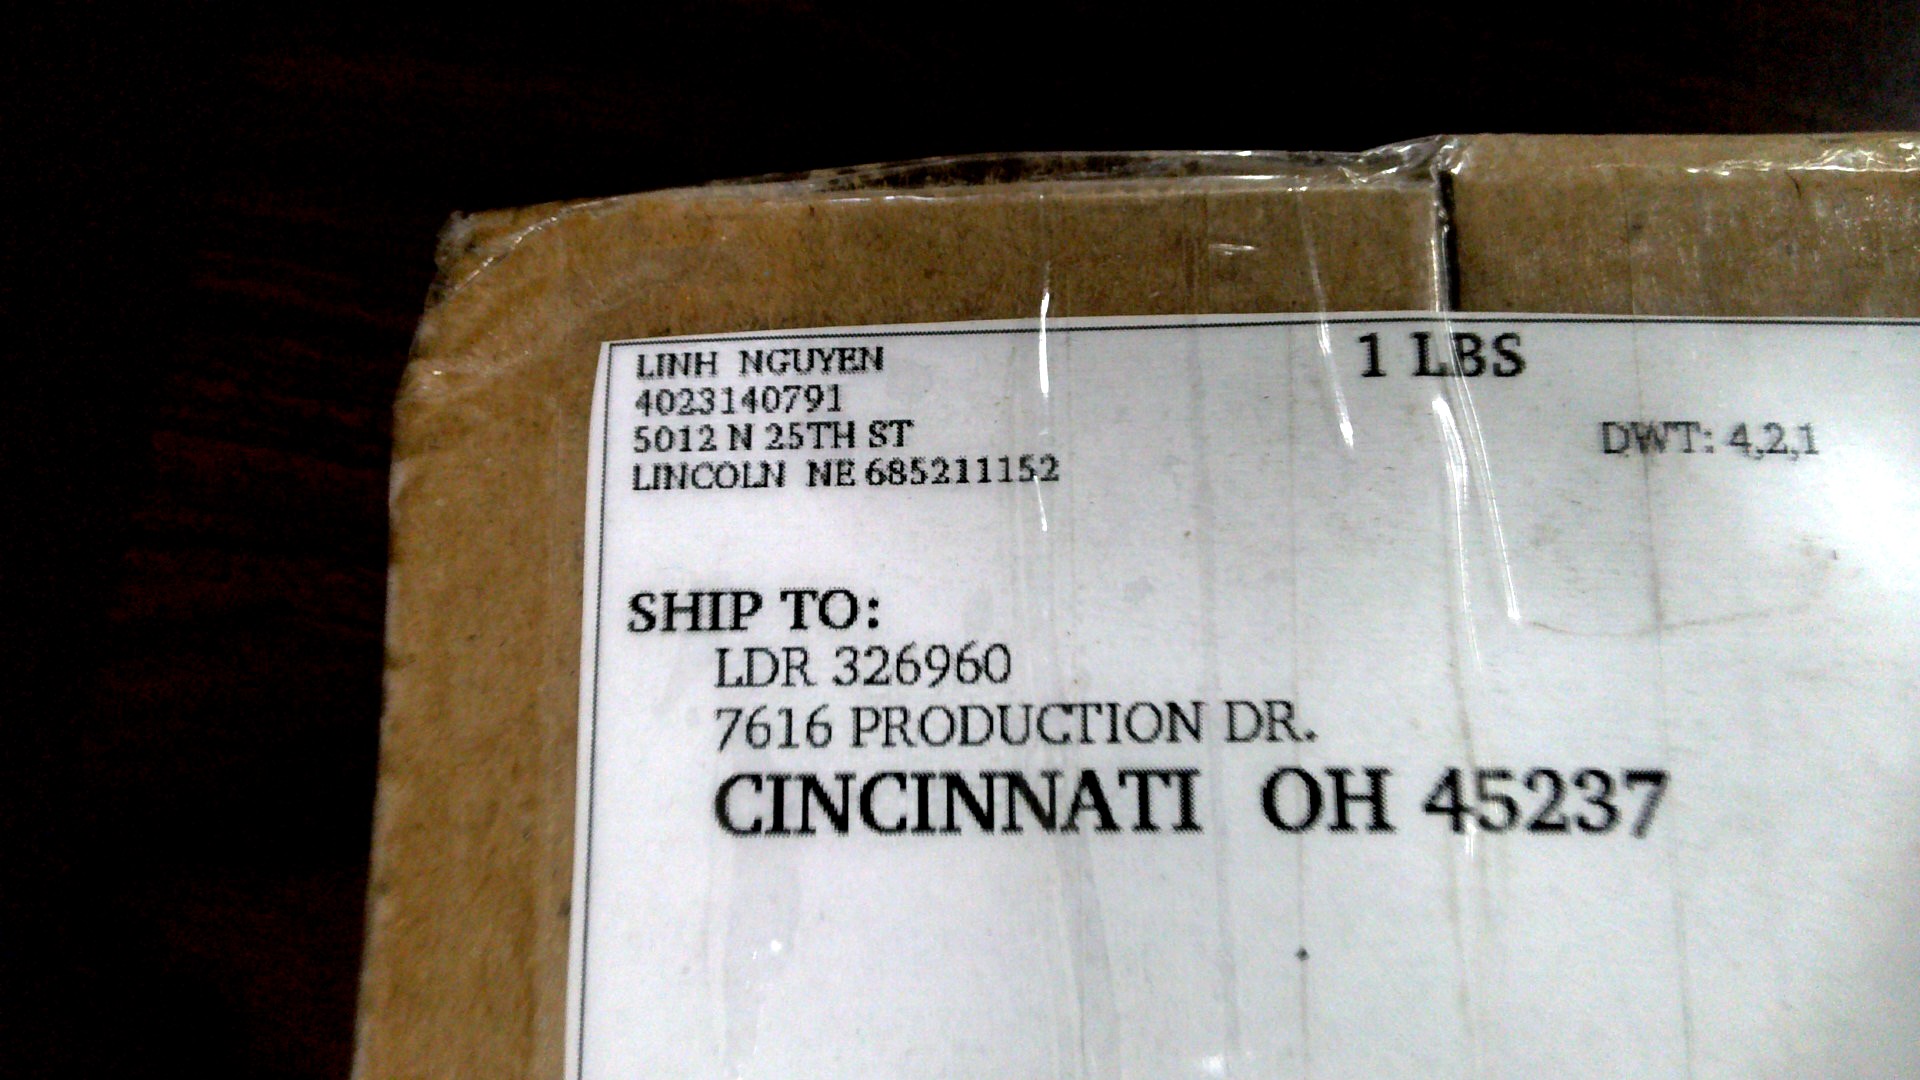 LINH NGUYEN
4023140791
5012 N 25TH ST
LINCOLN NE 685211152
1 LBS
DWT: 4,2,1
SHIP TO:
LDR 326960
7616 PRODUCTION DR.
CINCINNATI OH 45237